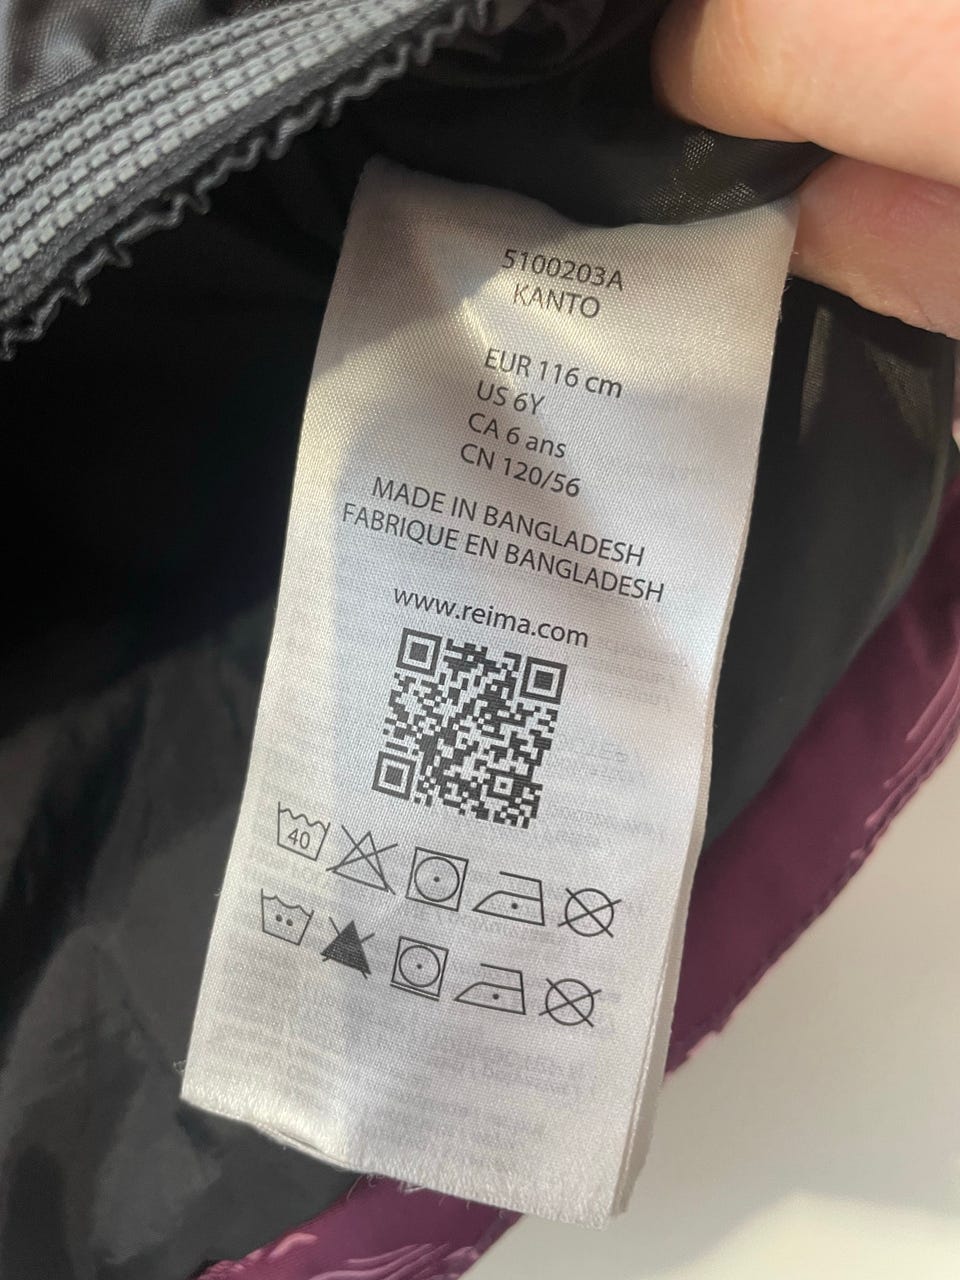 5100203A
KANTO
EUR 116 cm
US 6Y
CA 6 ans
CN 120/56
MADE IN BANGLADESH
FABRIQUE EN BANGLADESH
www.reima.com
40